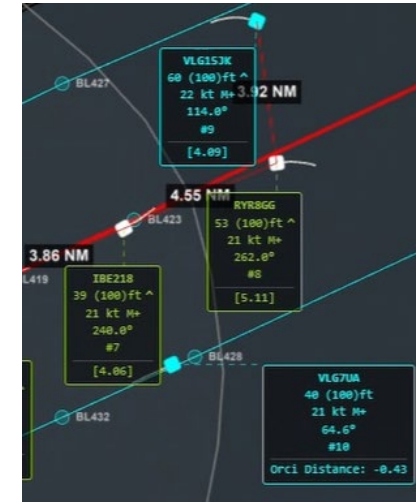 VLG15JK
60 (100)ft ^
22 kt M+
114.0°
#9
[4.09]
BL427
3.92 NM
4.55 NM
BL423
3.86 NM
BL419
RYR8GG
53 (100)ft ^
21 kt M+
262.0°
#8
[5.11]
IBE218
39 (100)ft ^
21 kt M+
240.0°
#7
[4.06]
BL428
BL432
VLG7UA
40 (100)ft
21 kt M+
64.6°
#10
Orci Distance: -0.43